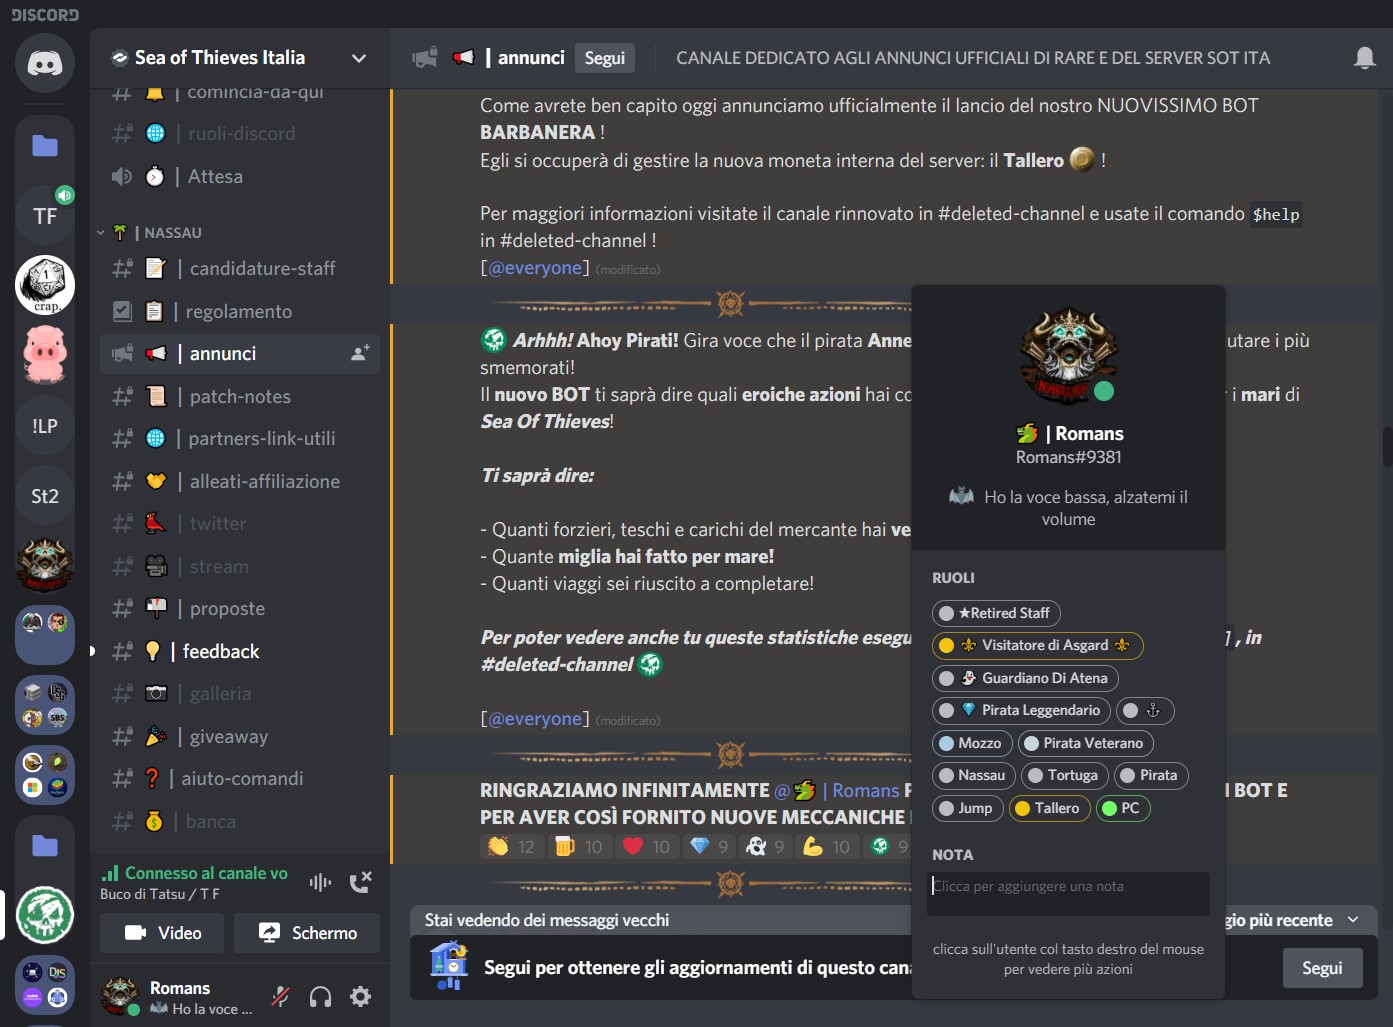 DISCORD
TF
crap.
!LP
St2
Sea of Thieves Italia
| comincia-da-qui
| ruoli-discord
| Attesa
| NASSAU
| candidature-staff
| regolamento
| annunci
| patch-notes
| partners-link-utili
| alleati-affiliazione
| twitter
| stream
| proposte
| feedback
| galleria
| giveaway
| aiuto-comandi
| banca
Connesso al canale vo
Buco di Tatsu / T F
Video
Schermo
Romans
Ho la voce ...
| annunci
Segui
CANALE DEDICATO AGLI ANNUNCI UFFICIALI DI RARE E DEL SERVER SOT ITA
Come avrete ben capito oggi annunciamo ufficialmente il lancio del nostro NUOVISSIMO BOT
BARBANERA !
Egli si occuperà di gestire la nuova moneta interna del server: il Tallero !
Per maggiori informazioni visitate il canale rinnovato in #deleted-channel e usate il comando $help
in #deleted-channel !
[@everyone] (modificato)
Arhhh! Ahoy Pirati! Gira voce che il pirata Anne utare i più
smemorati!
Il nuovo BOT ti saprà dire quali eroiche azioni hai co i mari di
Sea Of Thieves!
Ti saprà dire:
- Quanti forzieri, teschi e carichi del mercante hai ve
- Quante miglia hai fatto per mare!
- Quanti viaggi sei riuscito a completare!
Per poter vedere anche tu queste statistiche esegu ] , in
#deleted-channel
[@everyone] (modificato)
RINGRAZIAMO INFINITAMENTE @ | Romans I BOT E
PER AVER COSÌ FORNITO NUOVE MECCANICHE
12 10 10 9 9 10 9
Stai vedendo dei messaggi vecchi
gio più recente
Segui per ottenere gli aggiornamenti di questo cana
Segui
| Romans
Romans#9381
Ho la voce bassa, alzatemi il
volume
RUOLI
★Retired Staff
Visitatore di Asgard
Guardiano Di Atena
Pirata Leggendario
Mozzo Pirata Veterano
Nassau Tortuga Pirata
Jump Tallero PC
NOTA
Clicca per aggiungere una nota
clicca sull'utente col tasto destro del mouse
per vedere più azioni